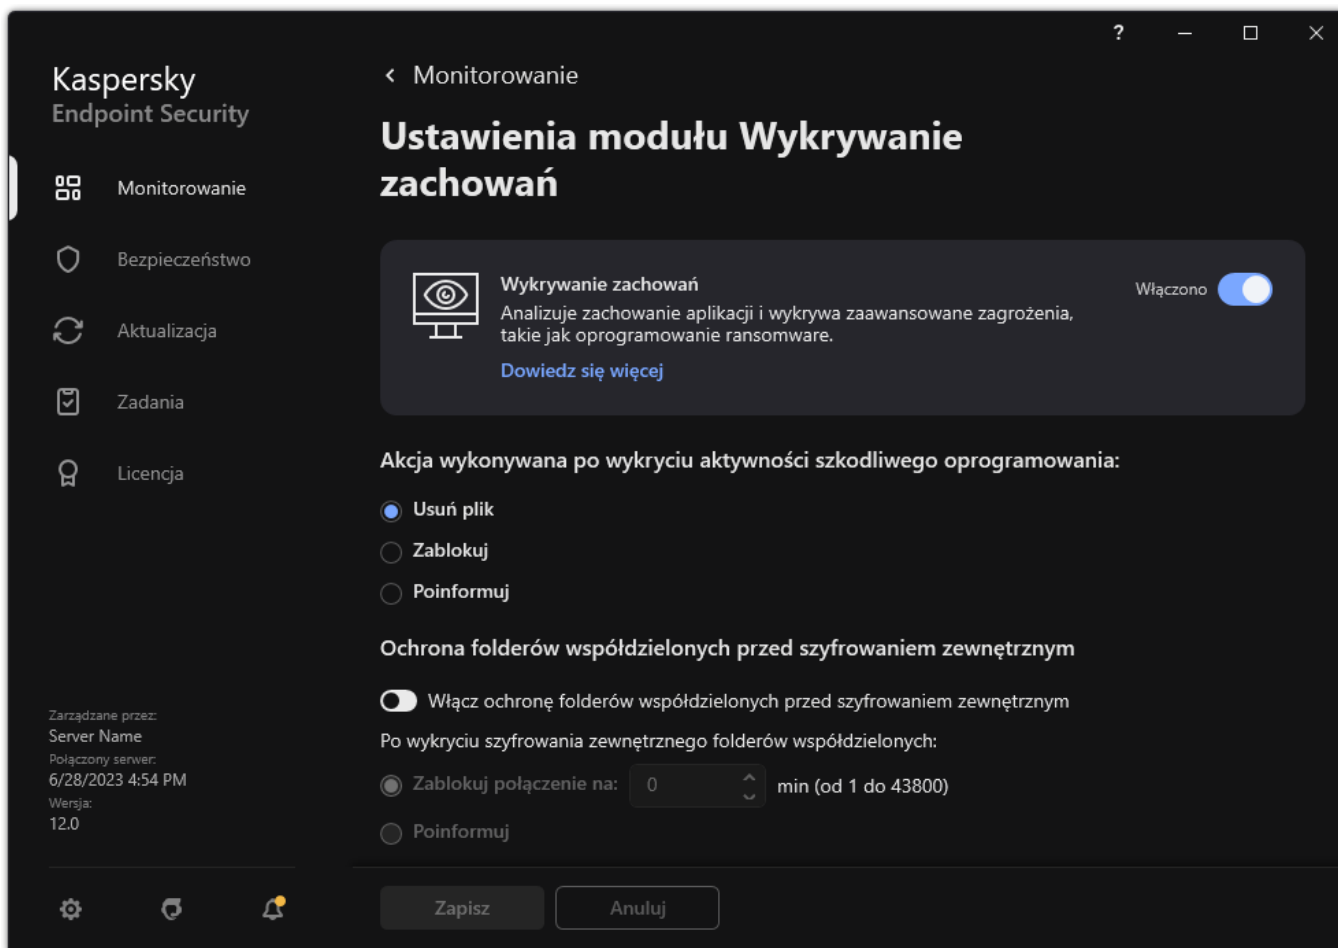 ?
Kaspersky
Endpoint Security
Monitorowanie
Bezpieczeństwo
Aktualizacja
Zadania
Licencja
Zarządzane przez:
Server Name
Połączony serwer:
6/28/2023 4:54 PM
Wersja:
12.0
Monitorowanie
Ustawienia modułu Wykrywanie
zachowań
Wykrywanie zachowań
Włączono
Analizuje zachowanie aplikacji i wykrywa zaawansowane zagrożenia,
takie jak oprogramowanie ransomware.
Dowiedz się więcej
Akcja wykonywana po wykryciu aktywności szkodliwego oprogramowania:
Usuń plik
Zablokuj
Poinformuj
Ochrona folderów współdzielonych przed szyfrowaniem zewnętrznym
Włącz ochronę folderów współdzielonych przed szyfrowaniem zewnętrznym
Po wykryciu szyfrowania zewnętrznego folderów współdzielonych:
Zablokuj połączenie na: 0 min (od 1 do 43800)
Poinformuj
Zapisz Anuluj